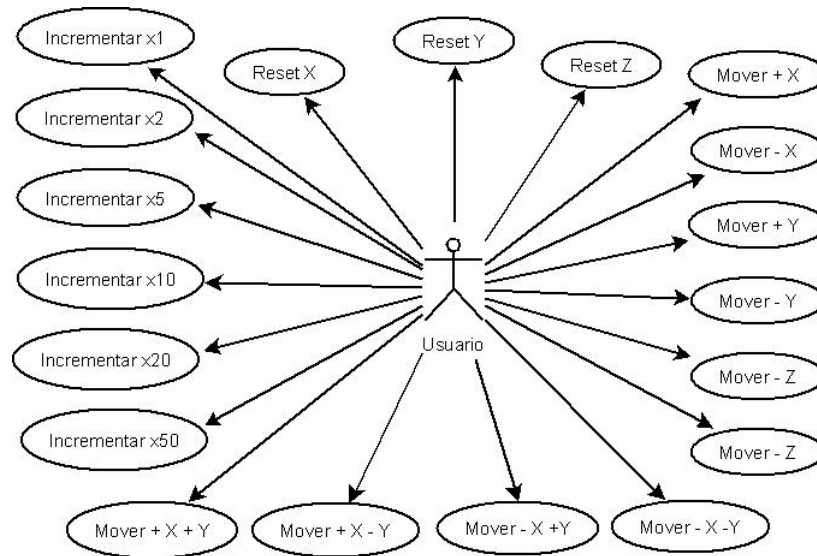 Incrementar x1
Reset X
Reset Y
Reset Z
Mover + X
Incrementar x2
Mover - X
Incrementar x5
Mover + Y
Incrementar x10
Mover - Y
Usuario
Incrementar x20
Mover - Z
Incrementar x50
Mover - Z
Mover + X + Y
Mover + X - Y
Mover - X +Y
Mover - X -Y